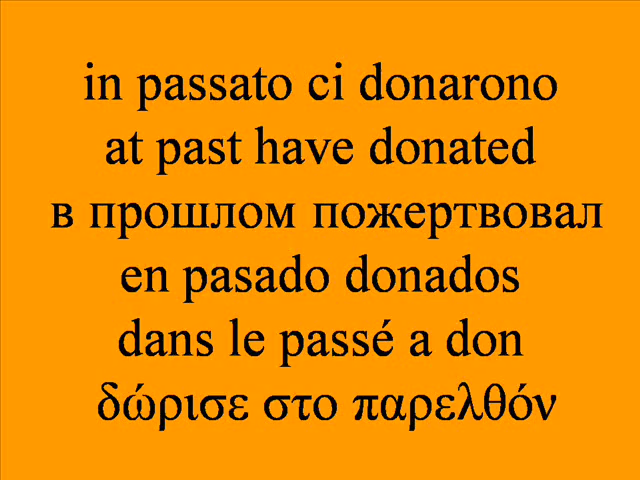 in passato ci donarono
at past have donated
в прошлом пожертвовал
en pasado donados
dans le passé a don
δώρισε στο παρελθόν